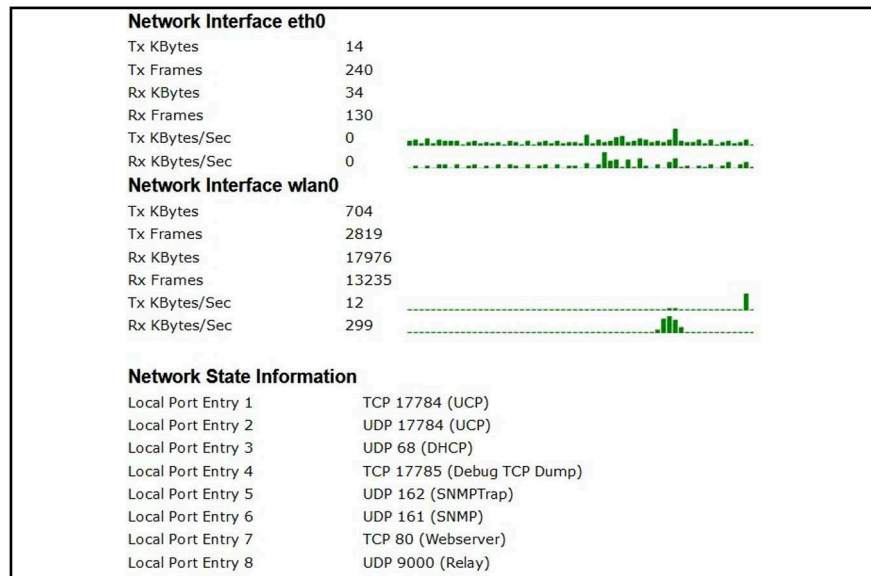 Network Interface eth0
Tx KBytes 14
Tx Frames 240
Rx KBytes 34
Rx Frames 130
Tx KBytes/Sec 0
Rx KBytes/Sec 0
Network Interface wlan0
Tx KBytes 704
Tx Frames 2819
Rx KBytes 17976
Rx Frames 13235
Tx KBytes/Sec 12
Rx KBytes/Sec 299
Network State Information
Local Port Entry 1 TCP 17784 (UCP)
Local Port Entry 2 UDP 17784 (UCP)
Local Port Entry 3 UDP 68 (DHCP)
Local Port Entry 4 TCP 17785 (Debug TCP Dump)
Local Port Entry 5 UDP 162 (SNMPTrap)
Local Port Entry 6 UDP 161 (SNMP)
Local Port Entry 7 TCP 80 (Webserver)
Local Port Entry 8 UDP 9000 (Relay)